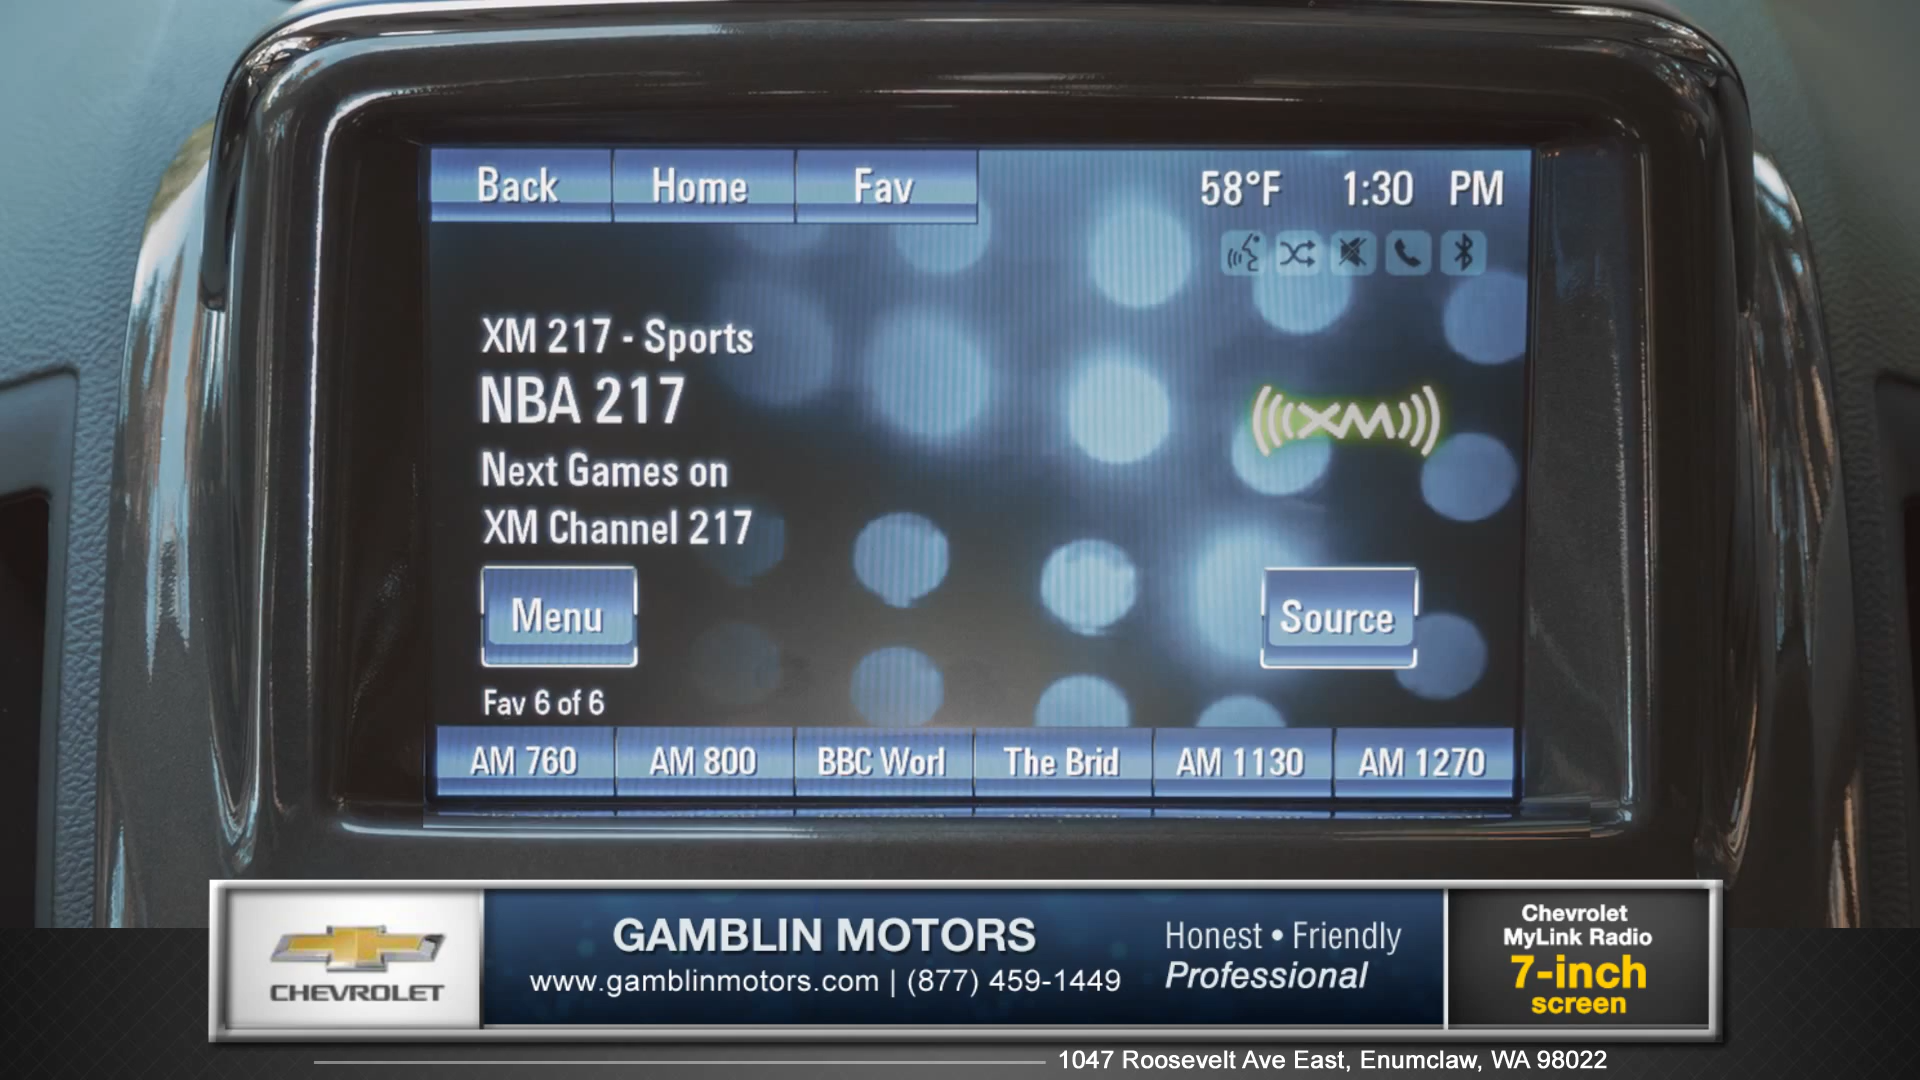 Back Home Fav 58°F 1:30 PM
XM 217 - Sports
NBA 217
((((XM))))
Next Games on
XM Channel 217
Menu Source
Fav 6 of 6
AM 760 AM 800 BBC Worl The Brid AM 1130 AM 1270
CHEVROLET
GAMBLIN MOTORS
www.gamblinmotors.com | (877) 459-1449
Honest • Friendly
Professional
Chevrolet
MyLink Radio
7-inch
screen
1047 Roosevelt Ave East, Enumclaw, WA 98022